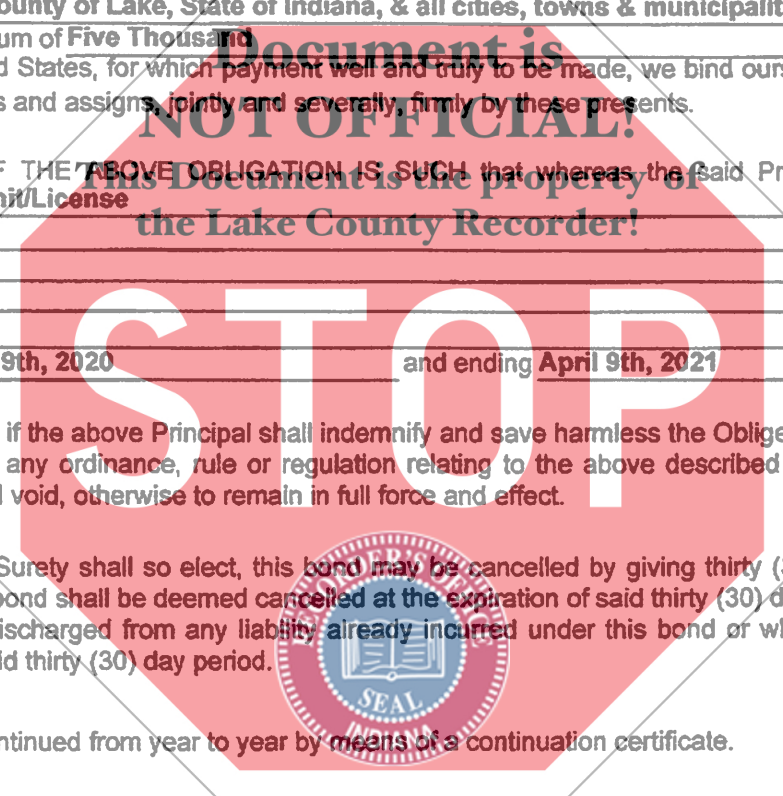 ounty of Lake, State of Indiana, & all cities, towns & municipalit
um of Five Thousand
Document is
d States, for which payment well and truly to be made, we bind ours
s and assigns, jointly and severally, firmly by these presents.
NOT OFFICIAL!
F THE ABOVE OBLIGATION IS SUCH that whereas the said Pr
This Document is the property of
mit/License
the Lake County Recorder!
STOP
9th, 2020 and ending April 9th, 2021
if the above Principal shall indemnify and save harmless the Oblige
any ordinance, rule or regulation relating to the above described
d void, otherwise to remain in full force and effect.
Surety shall so elect, this bond may be cancelled by giving thirty (
bond shall be deemed cancelled at the expiration of said thirty (30) d
ischarged from any liability already incurred under this bond or wh
id thirty (30) day period.
RECORDER'S OFFICE
SEAL
INDIANA
ntinued from year to year by means of a continuation certificate.